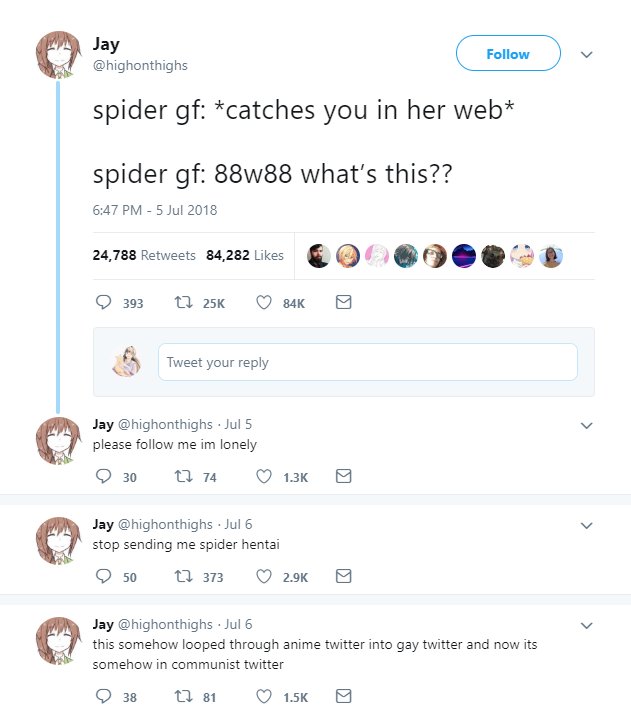 Jay
@highonthighs
Follow
spider gf: *catches you in her web*
spider gf: 88w88 what’s this??
6:47 PM - 5 Jul 2018
24,788 Retweets 84,282 Likes
393 25K 84K
Tweet your reply
Jay @highonthighs · Jul 5
please follow me im lonely
30 74 1.3K
Jay @highonthighs · Jul 6
stop sending me spider hentai
50 373 2.9K
Jay @highonthighs · Jul 6
this somehow looped through anime twitter into gay twitter and now its
somehow in communist twitter
38 81 1.5K